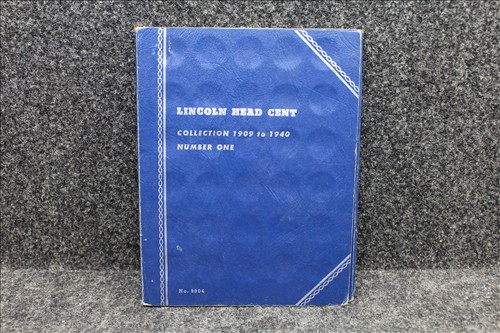 LINCOLN HEAD CENT
COLLECTION 1909 to 1940
NUMBER ONE
No. 9004